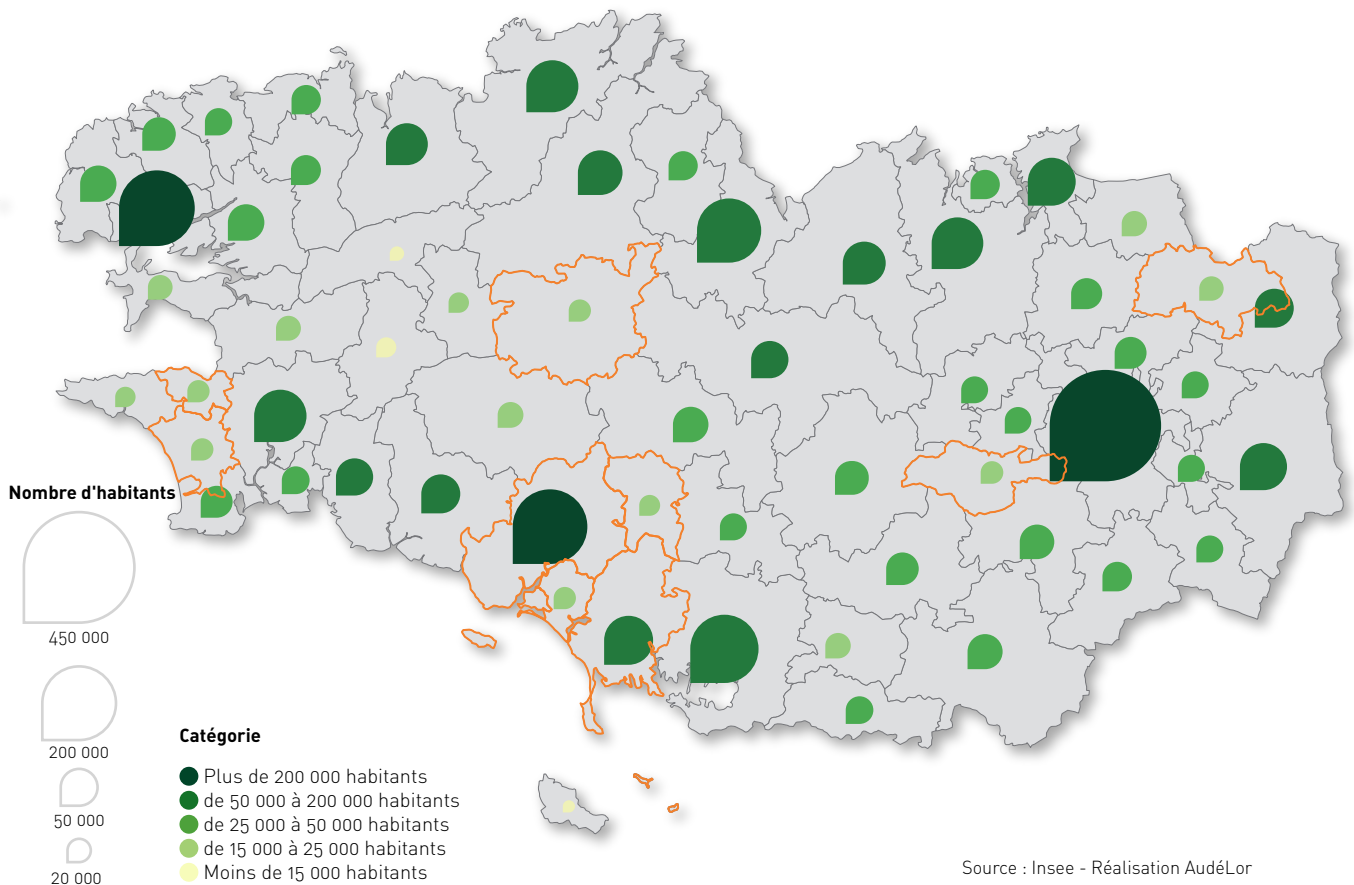 Nombre d'habitants
450 000
200 000
50 000
20 000
Catégorie
Plus de 200 000 habitants
de 50 000 à 200 000 habitants
de 25 000 à 50 000 habitants
de 15 000 à 25 000 habitants
Moins de 15 000 habitants
Source : Insee - Réalisation AudéLor